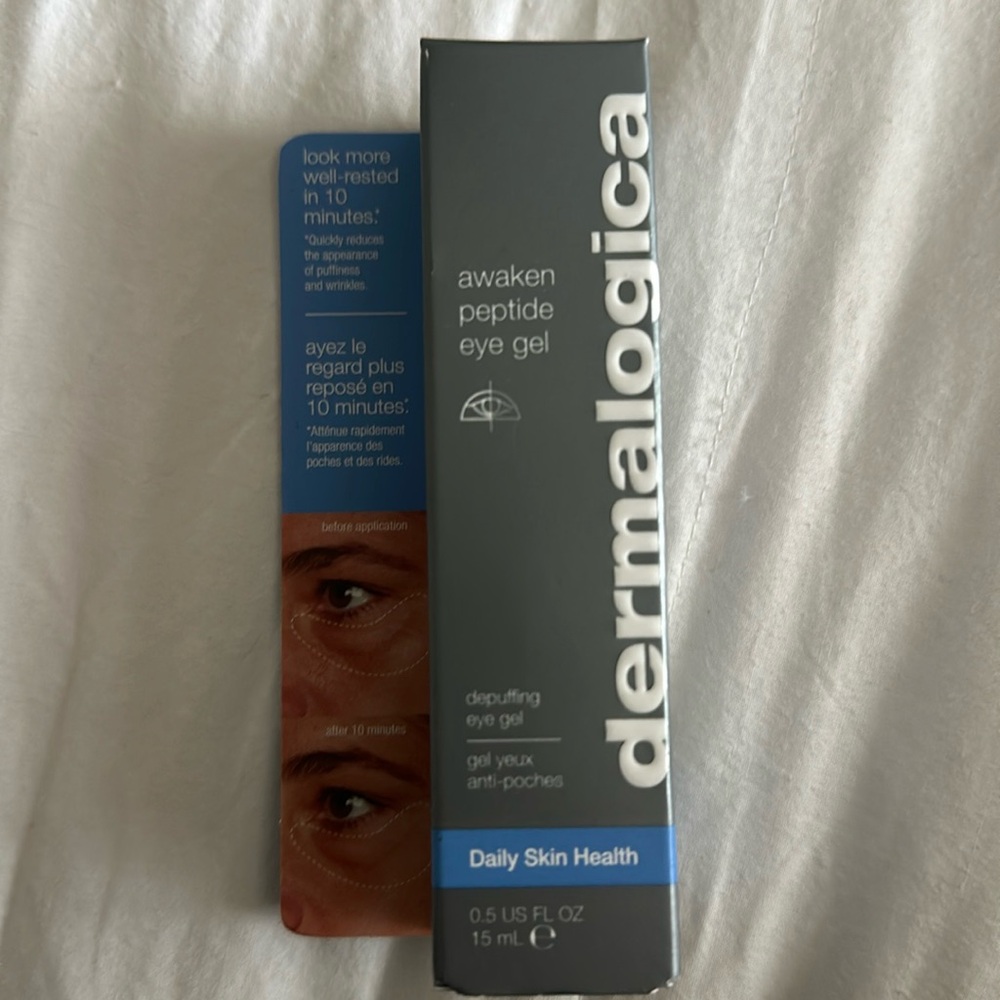 look more
well-rested
in 10
minutes.*
*Quickly reduces
the appearance
of puffiness
and wrinkles.
ayez le
regard plus
reposé en
10 minutes.*
*Atténue rapidement
l'apparence des
poches et des rides.
before application
after 10 minutes
awaken
peptide
eye gel
depuffing
eye gel
gel yeux
anti-poches
dermalogica
Daily Skin Health
0.5 US FL OZ
15 mL ℮